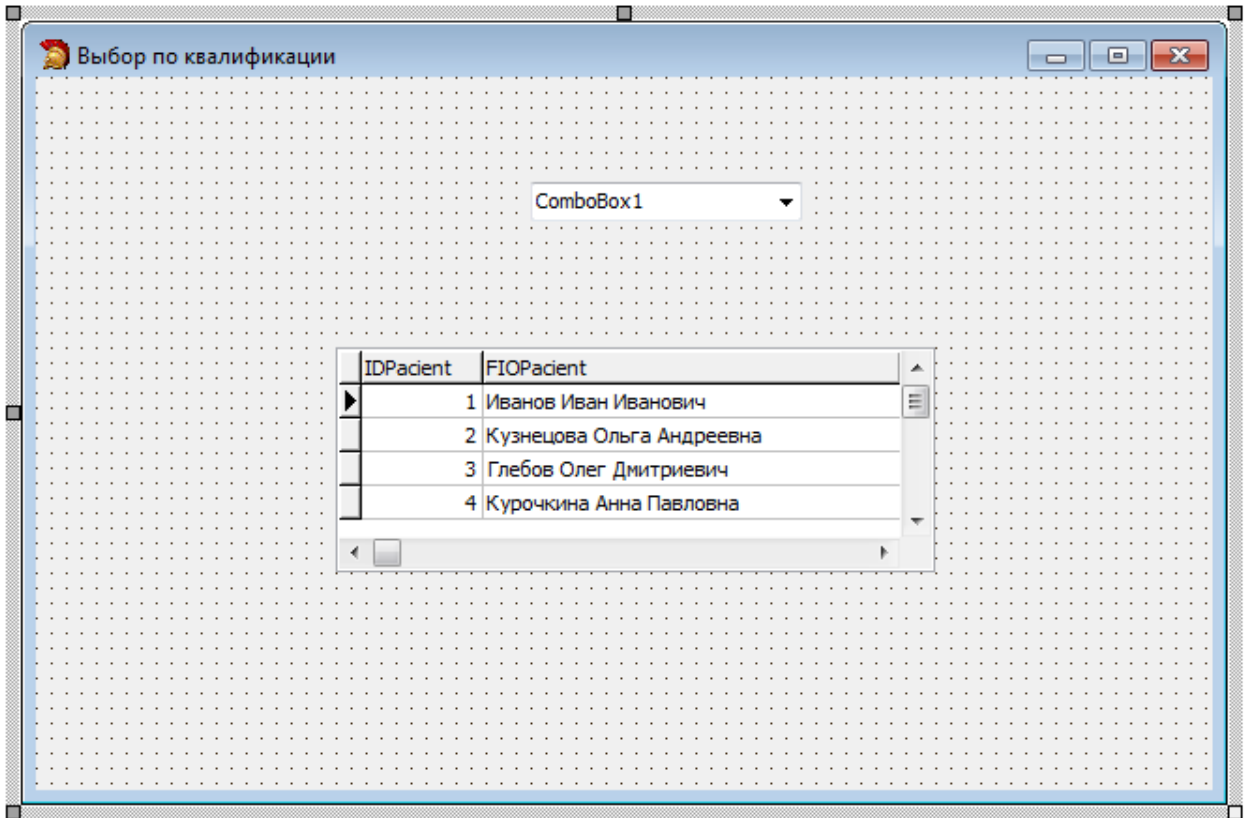 Выбор по квалификации
ComboBox1
IDPacient FIOPacient
1 Иванов Иван Иванович
2 Кузнецова Ольга Андреевна
3 Глебов Олег Дмитриевич
4 Курочкина Анна Павловна